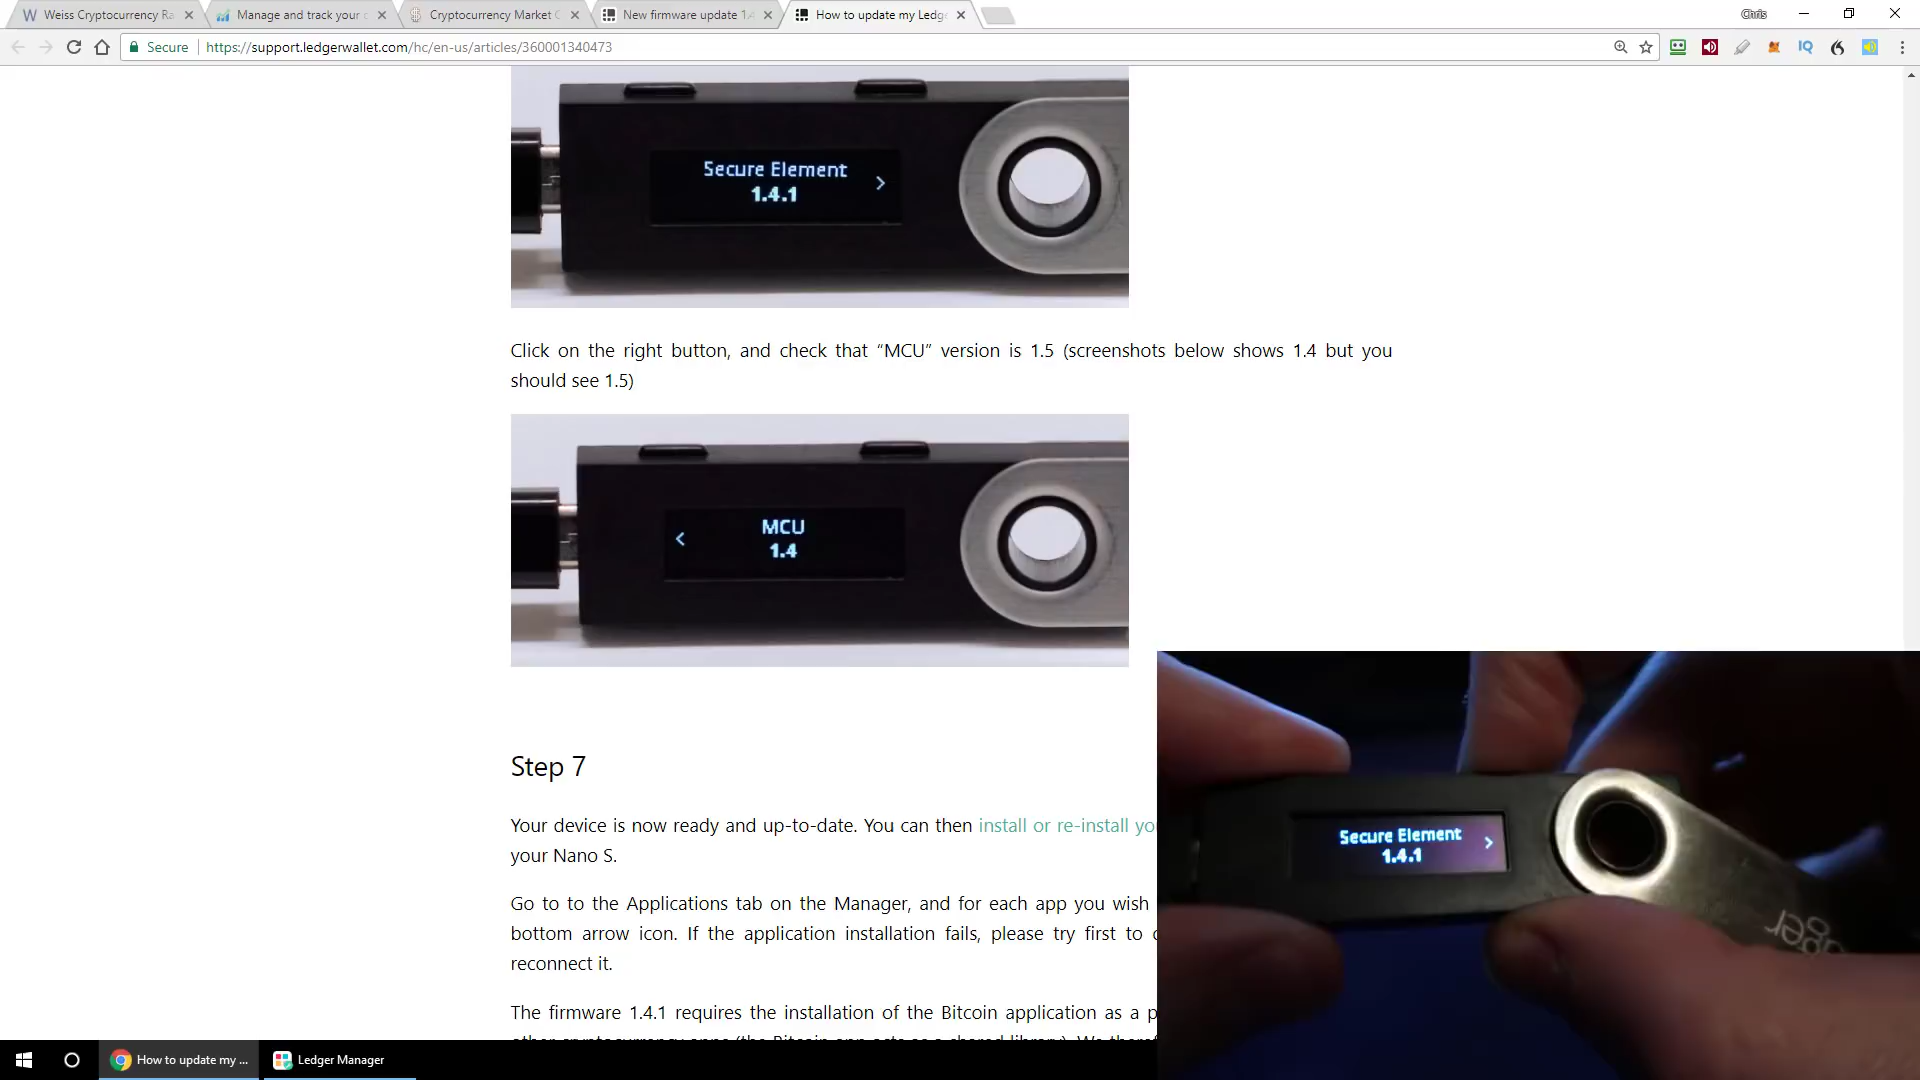 Weiss Cryptocurrency Ra
Manage and track your c
Cryptocurrency Market C
New firmware update 1.4
How to update my Ledge
Chris
Secure
https://support.ledgerwallet.com/hc/en-us/articles/360001340473
IQ
Secure Element
1.4.1
Click on the right button, and check that “MCU” version is 1.5 (screenshots below shows 1.4 but you
should see 1.5)
MCU
1.4
Step 7
Your device is now ready and up-to-date. You can then install or re-install yo
your Nano S.
Go to to the Applications tab on the Manager, and for each app you wish
bottom arrow icon. If the application installation fails, please try first to
reconnect it.
The firmware 1.4.1 requires the installation of the Bitcoin application as a p
Secure Element
1.4.1
How to update my ...
Ledger Manager